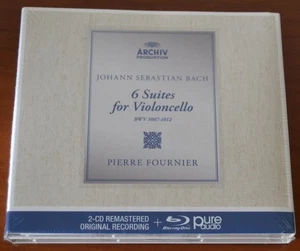 ARCHIV
PRODUKTION
JOHANN SEBASTIAN BACH
6 Suites
for Violoncello
BWV 1007-1012
PIERRE FOURNIER
2-CD REMASTERED
ORIGINAL RECORDING
+
Blu-ray Disc
pure
audio